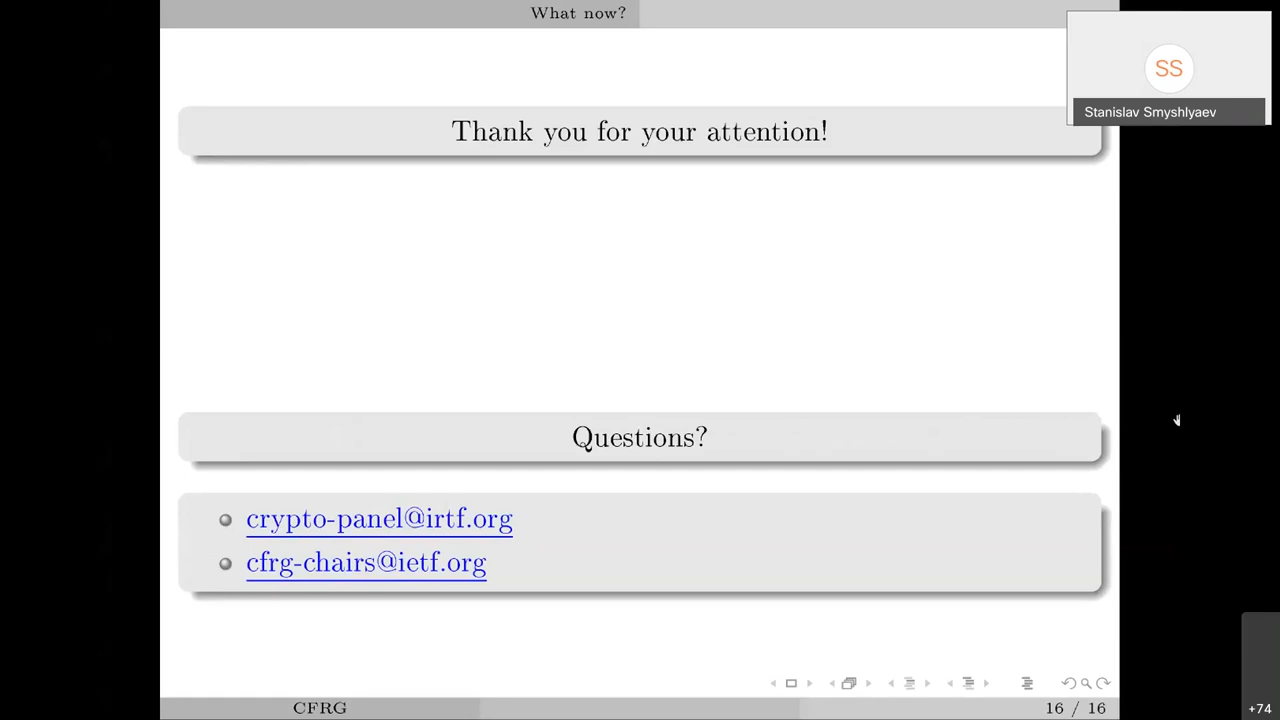 What now?
SS
Stanislav Smyshlyaev
Thank you for your attention!
Questions?
crypto-panel@irtf.org
cfrg-chairs@ietf.org
CFRG
16 / 16
+74